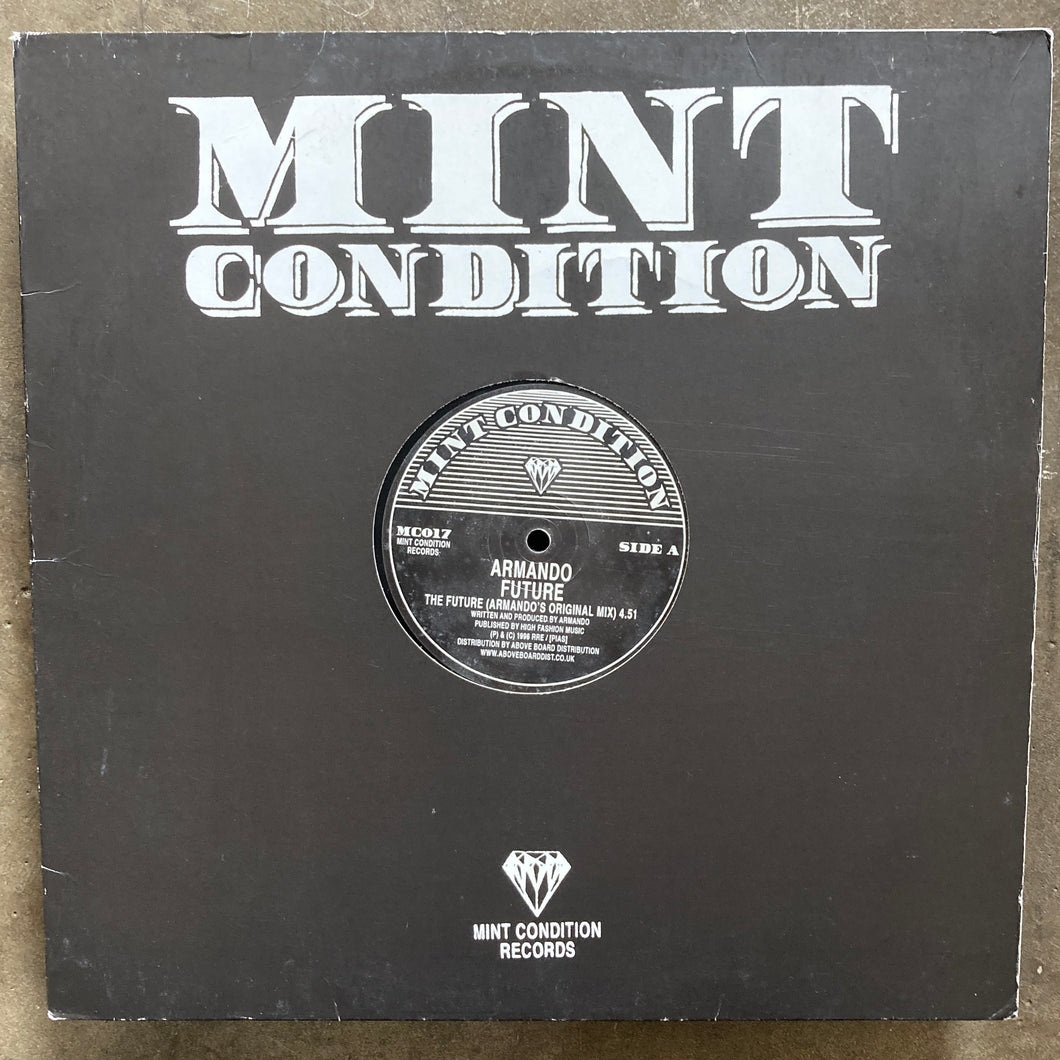 MINT
CONDITION
MINT CONDITION
MC017
MINT CONDITION
RECORDS
SIDE A
ARMANDO
FUTURE
THE FUTURE (ARMANDO'S ORIGINAL MIX) 4.51
WRITTEN AND PRODUCED BY ARMANDO
PUBLISHED BY HIGH FASHION MUSIC
(P) & (C) 1996 RRE / [PIAS]
DISTRIBUTION BY ABOVE BOARD DISTRIBUTION
WWW.ABOVEBOARDDIST.CO.UK
MINT CONDITION
RECORDS